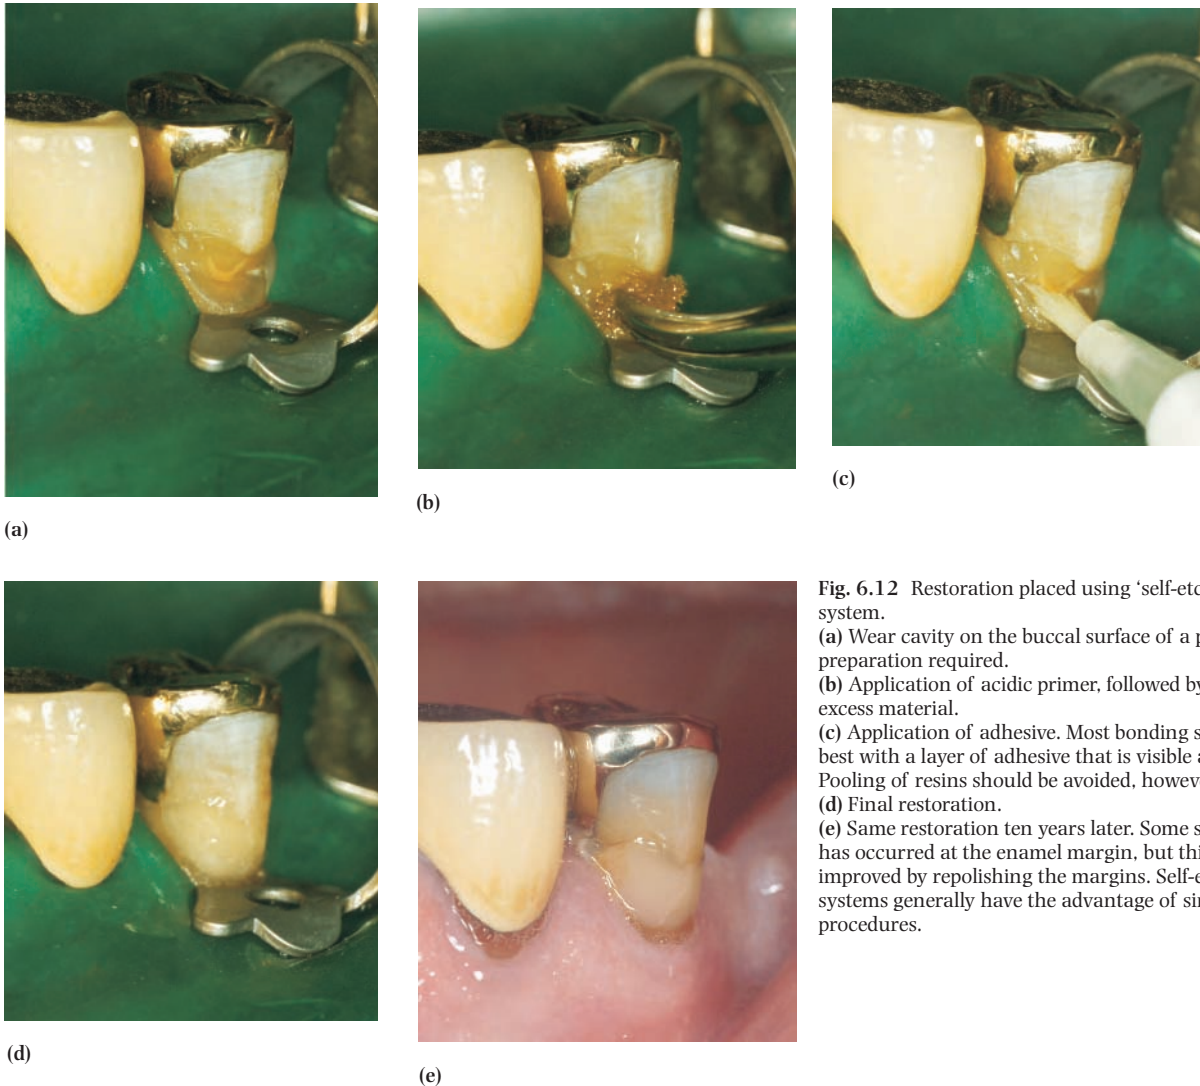 (a)
(b)
(c)
(d)
(e)
Fig. 6.12 Restoration placed using ‘self-etc
system.
(a) Wear cavity on the buccal surface of a p
preparation required.
(b) Application of acidic primer, followed by
excess material.
(c) Application of adhesive. Most bonding s
best with a layer of adhesive that is visible a
Pooling of resins should be avoided, howev
(d) Final restoration.
(e) Same restoration ten years later. Some s
has occurred at the enamel margin, but thi
improved by repolishing the margins. Self-e
systems generally have the advantage of si
procedures.